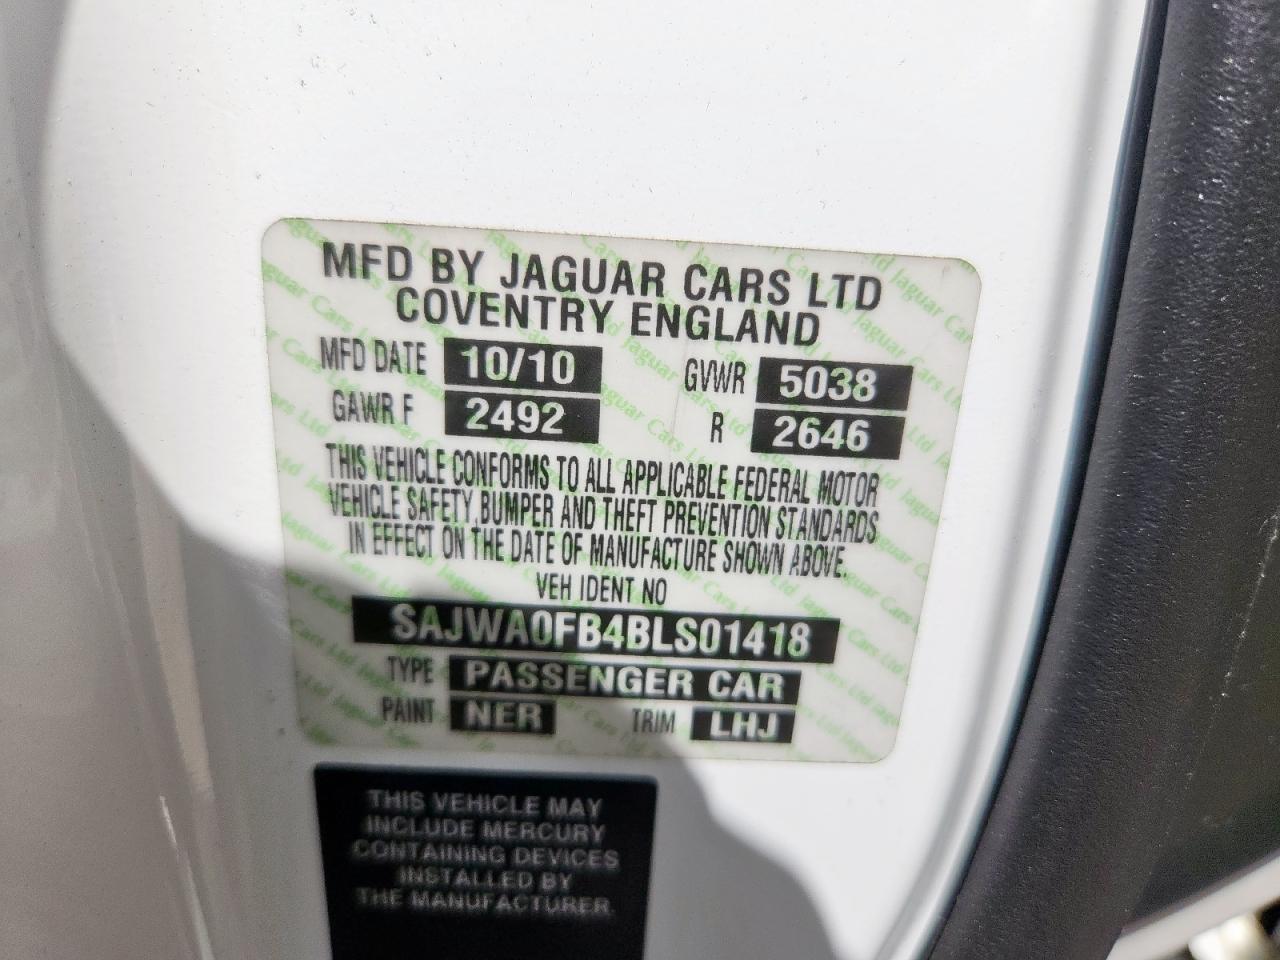 MFD BY JAGUAR CARS LTD
COVENTRY ENGLAND
MFD DATE 10/10 GVWR 5038
GAWR F 2492 R 2646
THIS VEHICLE CONFORMS TO ALL APPLICABLE FEDERAL MOTOR
VEHICLE SAFETY, BUMPER AND THEFT PREVENTION STANDARDS
IN EFFECT ON THE DATE OF MANUFACTURE SHOWN ABOVE.
VEH IDENT NO
SAJWA0FB4BLS01418
TYPE PASSENGER CAR
PAINT NER TRIM LHJ
THIS VEHICLE MAY
INCLUDE MERCURY
CONTAINING DEVICES
INSTALLED BY
THE MANUFACTURER